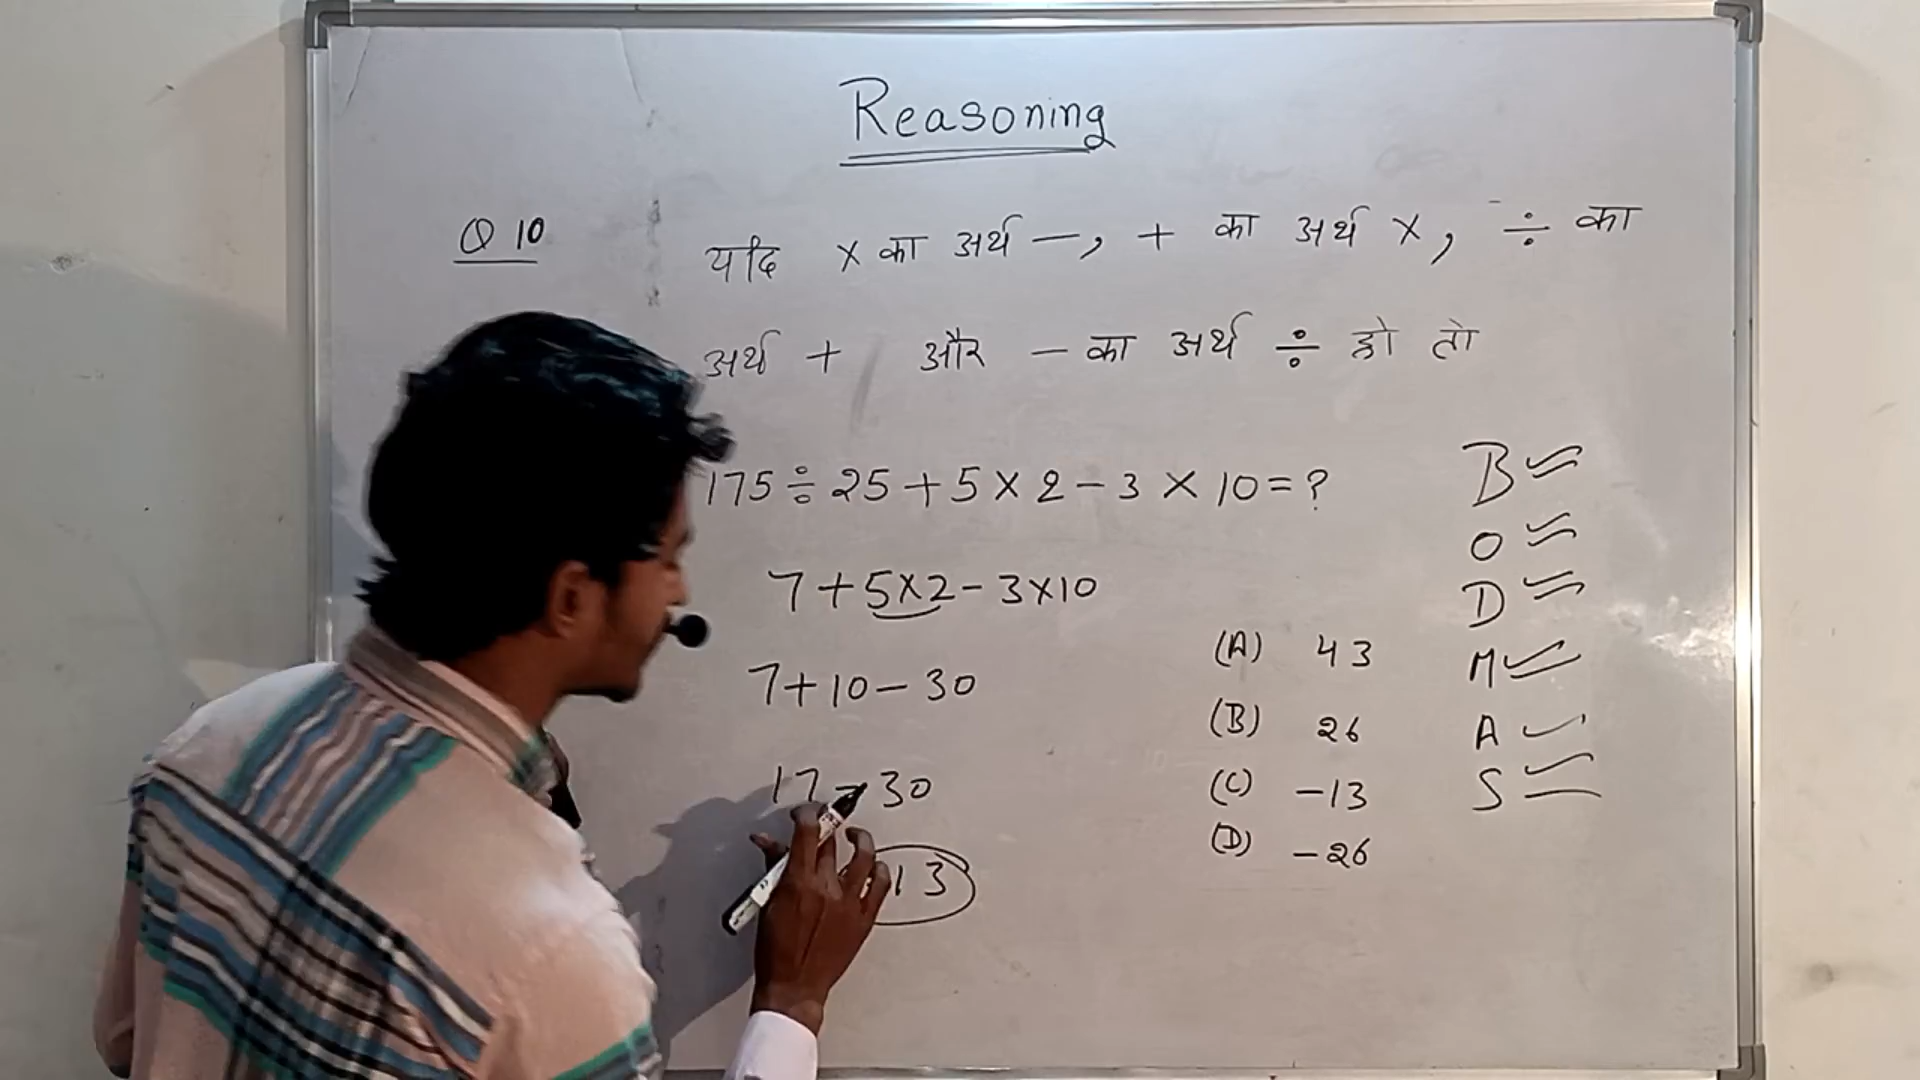 Reasoning
Q 10
यदि × का अर्थ −, + का अर्थ ×, ÷ का
अर्थ + और − का अर्थ ÷ हो तो
175 ÷ 25 + 5 × 2 − 3 × 10 = ?
7 + 5×2 − 3×10
7 + 10 − 30
17 − 30
13
(A) 43
(B) 26
(C) −13
(D) −26
B
O
D
M
A
S